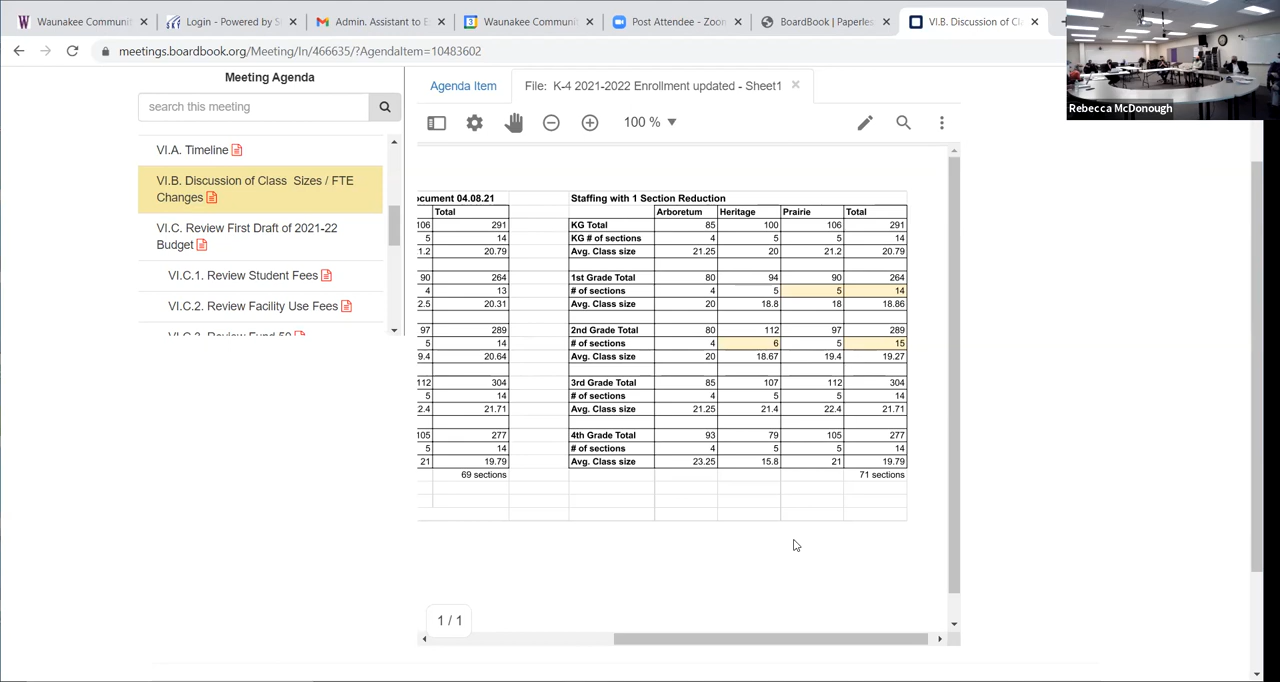 Waunakee Communi
Login - Powered by S
Admin. Assistant to E
Waunakee Communi
Post Attendee - Zoon
BoardBook | Paperles
VI.B. Discussion of Cl
meetings.boardbook.org/Meeting/In/466635/?AgendaItem=10483602
Rebecca McDonough
Meeting Agenda
search this meeting
VI.A. Timeline
VI.B. Discussion of Class Sizes / FTE
Changes
VI.C. Review First Draft of 2021-22
Budget
VI.C.1. Review Student Fees
VI.C.2. Review Facility Use Fees
VI.C.3. Review Fund 50
Agenda Item
File: K-4 2021-2022 Enrollment updated - Sheet1
100 %
ocument 04.08.21 Staffing with 1 Section Reduction
Total Arboretum Heritage Prairie Total
106 291 KG Total 85 100 106 291
5 14 KG # of sections 4 5 5 14
1.2 20.79 Avg. Class size 21.25 20 21.2 20.79
90 264 1st Grade Total 80 94 90 264
4 13 # of sections 4 5 5 14
2.5 20.31 Avg. Class size 20 18.8 18 18.86
97 289 2nd Grade Total 80 112 97 289
5 14 # of sections 4 6 5 15
9.4 20.64 Avg. Class size 20 18.67 19.4 19.27
112 304 3rd Grade Total 85 107 112 304
5 14 # of sections 4 5 5 14
2.4 21.71 Avg. Class size 21.25 21.4 22.4 21.71
105 277 4th Grade Total 93 79 105 277
5 14 # of sections 4 5 5 14
21 19.79 Avg. Class size 23.25 15.8 21 19.79
69 sections 71 sections
1 / 1